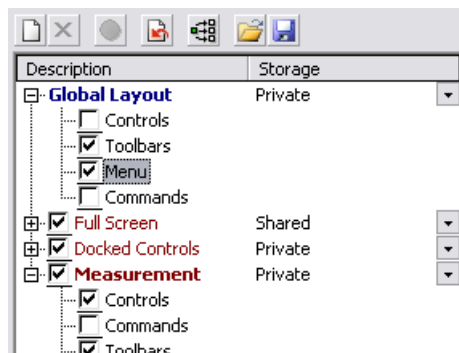 Description Storage
Global Layout Private
Controls
Toolbars
Menu
Commands
Full Screen Shared
Docked Controls Private
Measurement Private
Controls
Commands
Toolbars